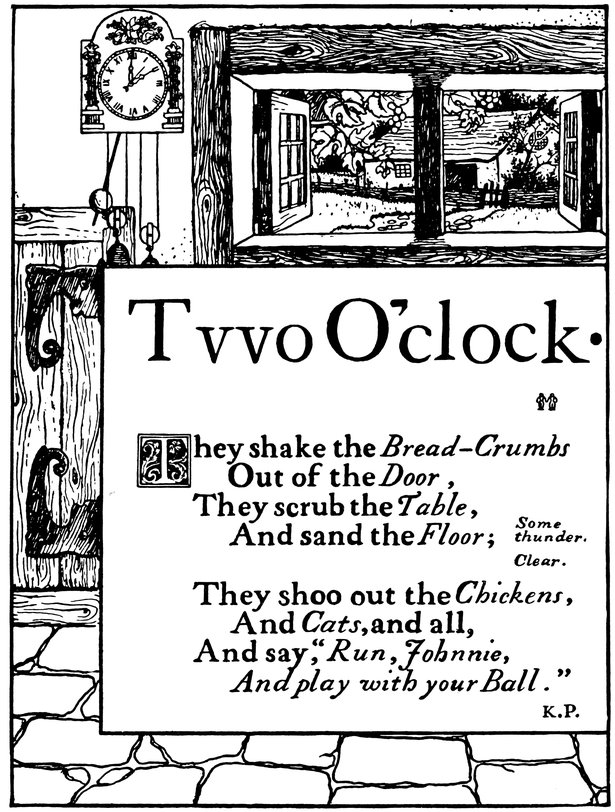 Tvvo O'clock.
They shake the Bread-Crumbs
Out of the Door,
They scrub the Table,
And sand the Floor;
Some
thunder.
Clear.
They shoo out the Chickens,
And Cats, and all,
And say, "Run, Johnnie,
And play with your Ball."
K.P.